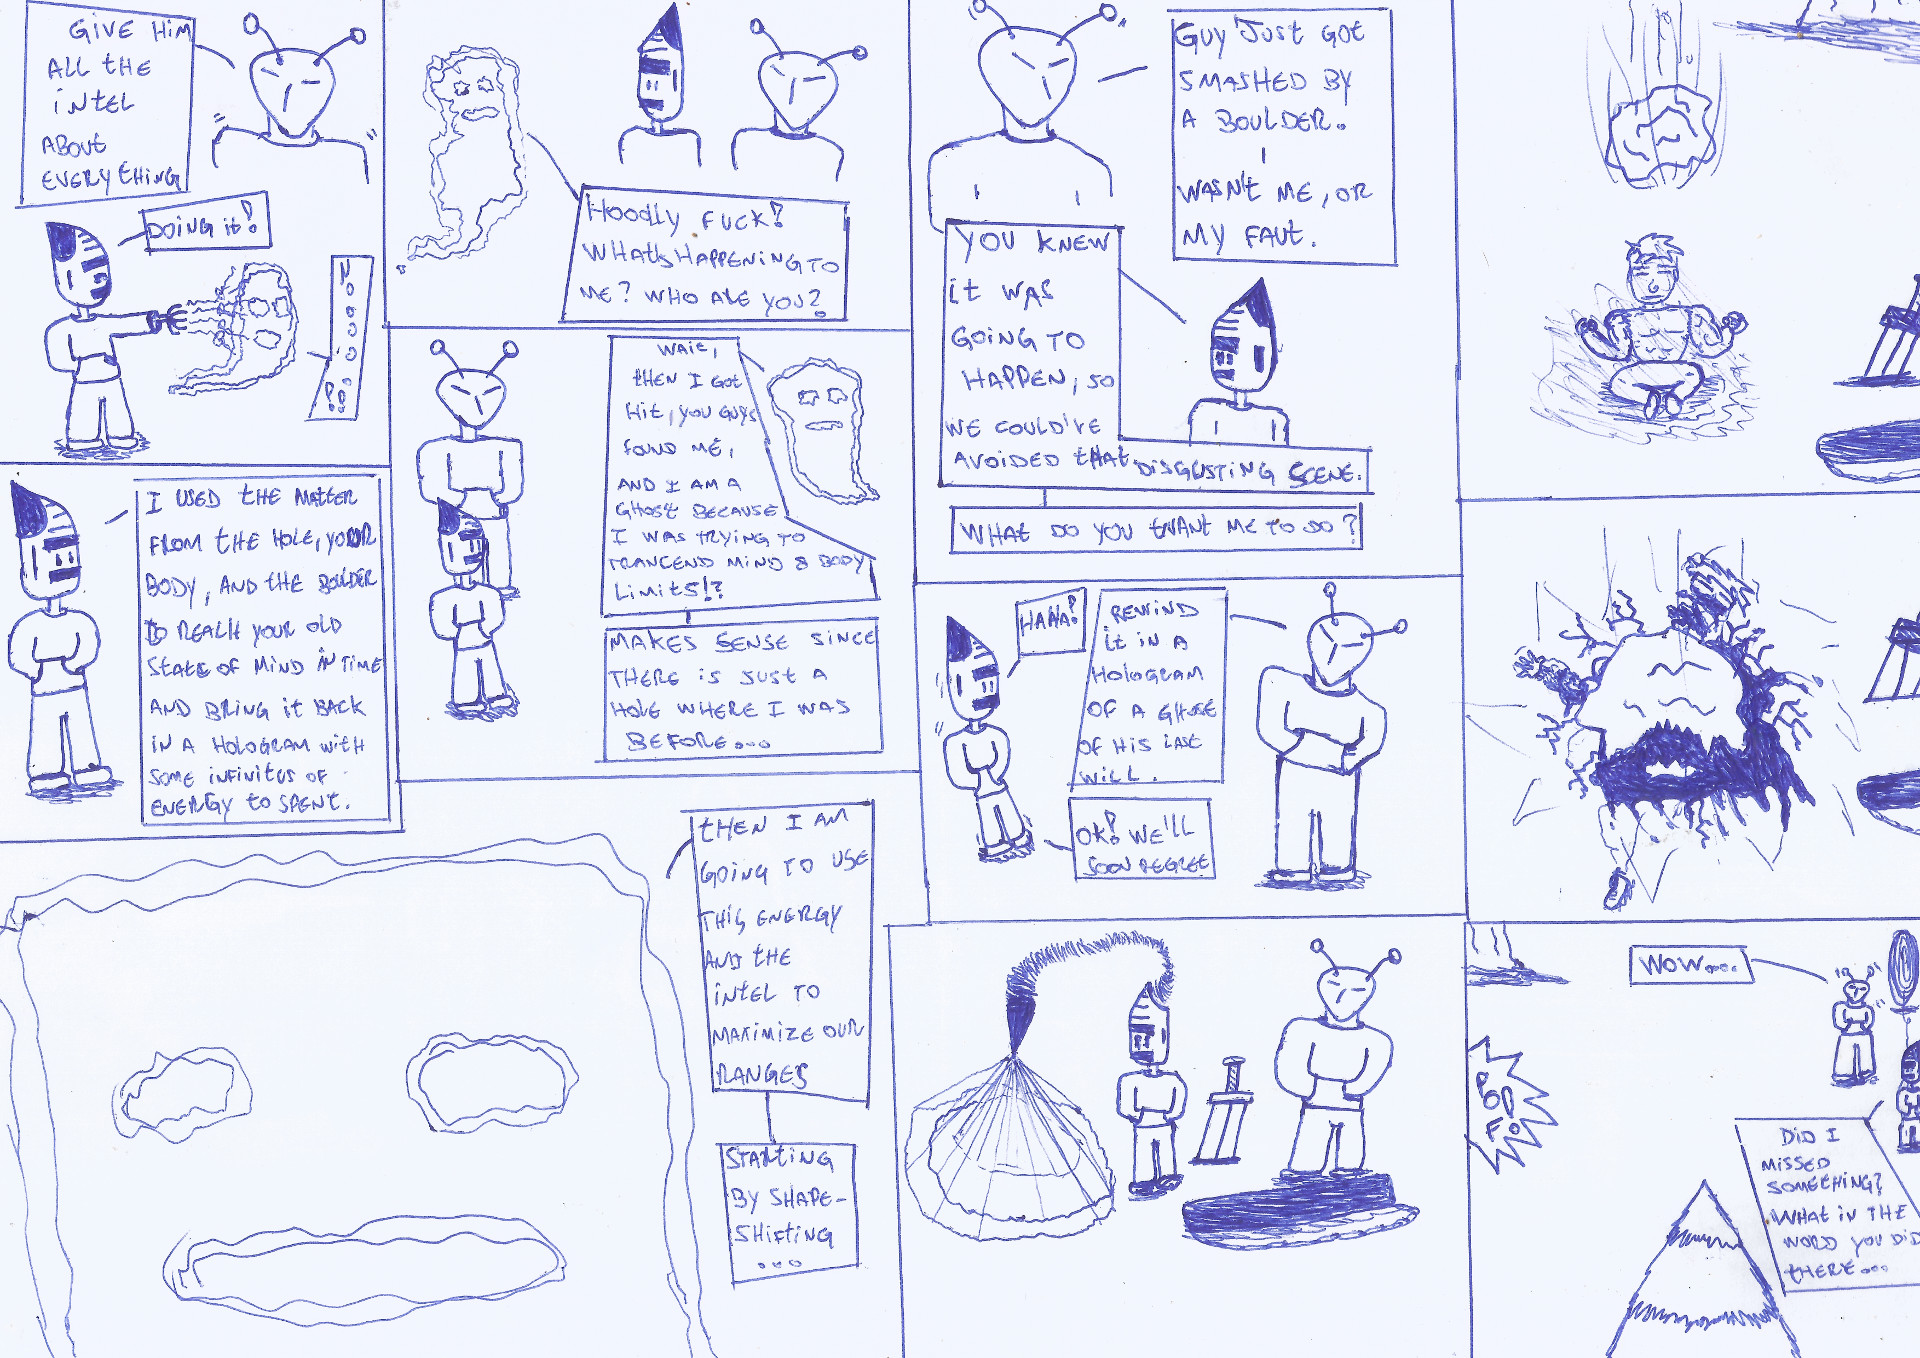 GIVE HIM
ALL THE
INTEL
ABOUT
EVERYTHING
DOING IT!
NOOOO!!!
I USED THE MATTER
FROM THE HOLE, YOUR
BODY, AND THE BOULDER
TO REACH YOUR OLD
STATE OF MIND IN TIME
AND BRING IT BACK
IN A HOLOGRAM WITH
SOME INFINITUS OF
ENERGY TO SPENT.
HOODLY FUCK!
WHATS HAPPENING TO
ME? WHO ARE YOU?
WAIT,
THEN I GOT
HIT, YOU GUYS
FOUND ME,
AND I AM A
GHOST BECAUSE
I WAS TRYING TO
TRANCEND MIND & BODY
LIMITS!?
MAKES SENSE SINCE
THERE IS JUST A
HOLE WHERE I WAS
BEFORE...
THEN I AM
GOING TO USE
THIS ENERGY
AND THE
INTEL TO
MAXIMIZE OUR
RANGES
STARTING
BY SHAPE-
SHIFTING
...
GUY JUST GOT
SMASHED BY
A BOULDER.
I
WASN'T ME, OR
MY FAUT.
YOU KNEW
IT WAS
GOING TO
HAPPEN, SO
WE COULD'VE
AVOIDED THAT DISGUSTING SCENE.
WHAT DO YOU WANT ME TO DO?
HAAA!
REWIND
IT IN A
HOLOGRAM
OF A GHOSE
OF HIS LAST
WILL.
OK! WE'LL
SOON DEGREE
WOW....
POOF!
DID I
MISSED
SOMETHING?
WHAT IN THE
WORD YOU DID
THERE...